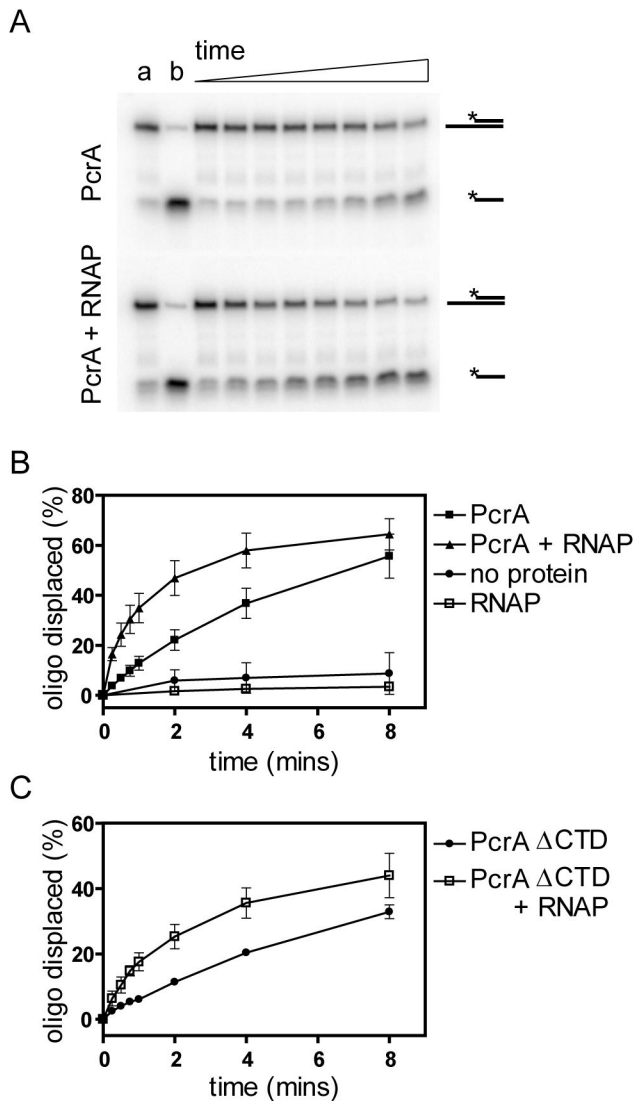 A
time
a b
PcrA
*
*
PcrA + RNAP
*
*
B
oligo displaced (%)
80
60
40
20
0
0 2 4 6 8
time (mins)
PcrA
PcrA + RNAP
no protein
RNAP
C
oligo displaced (%)
60
40
20
0
0 2 4 6 8
time (mins)
PcrA ΔCTD
PcrA ΔCTD
+ RNAP